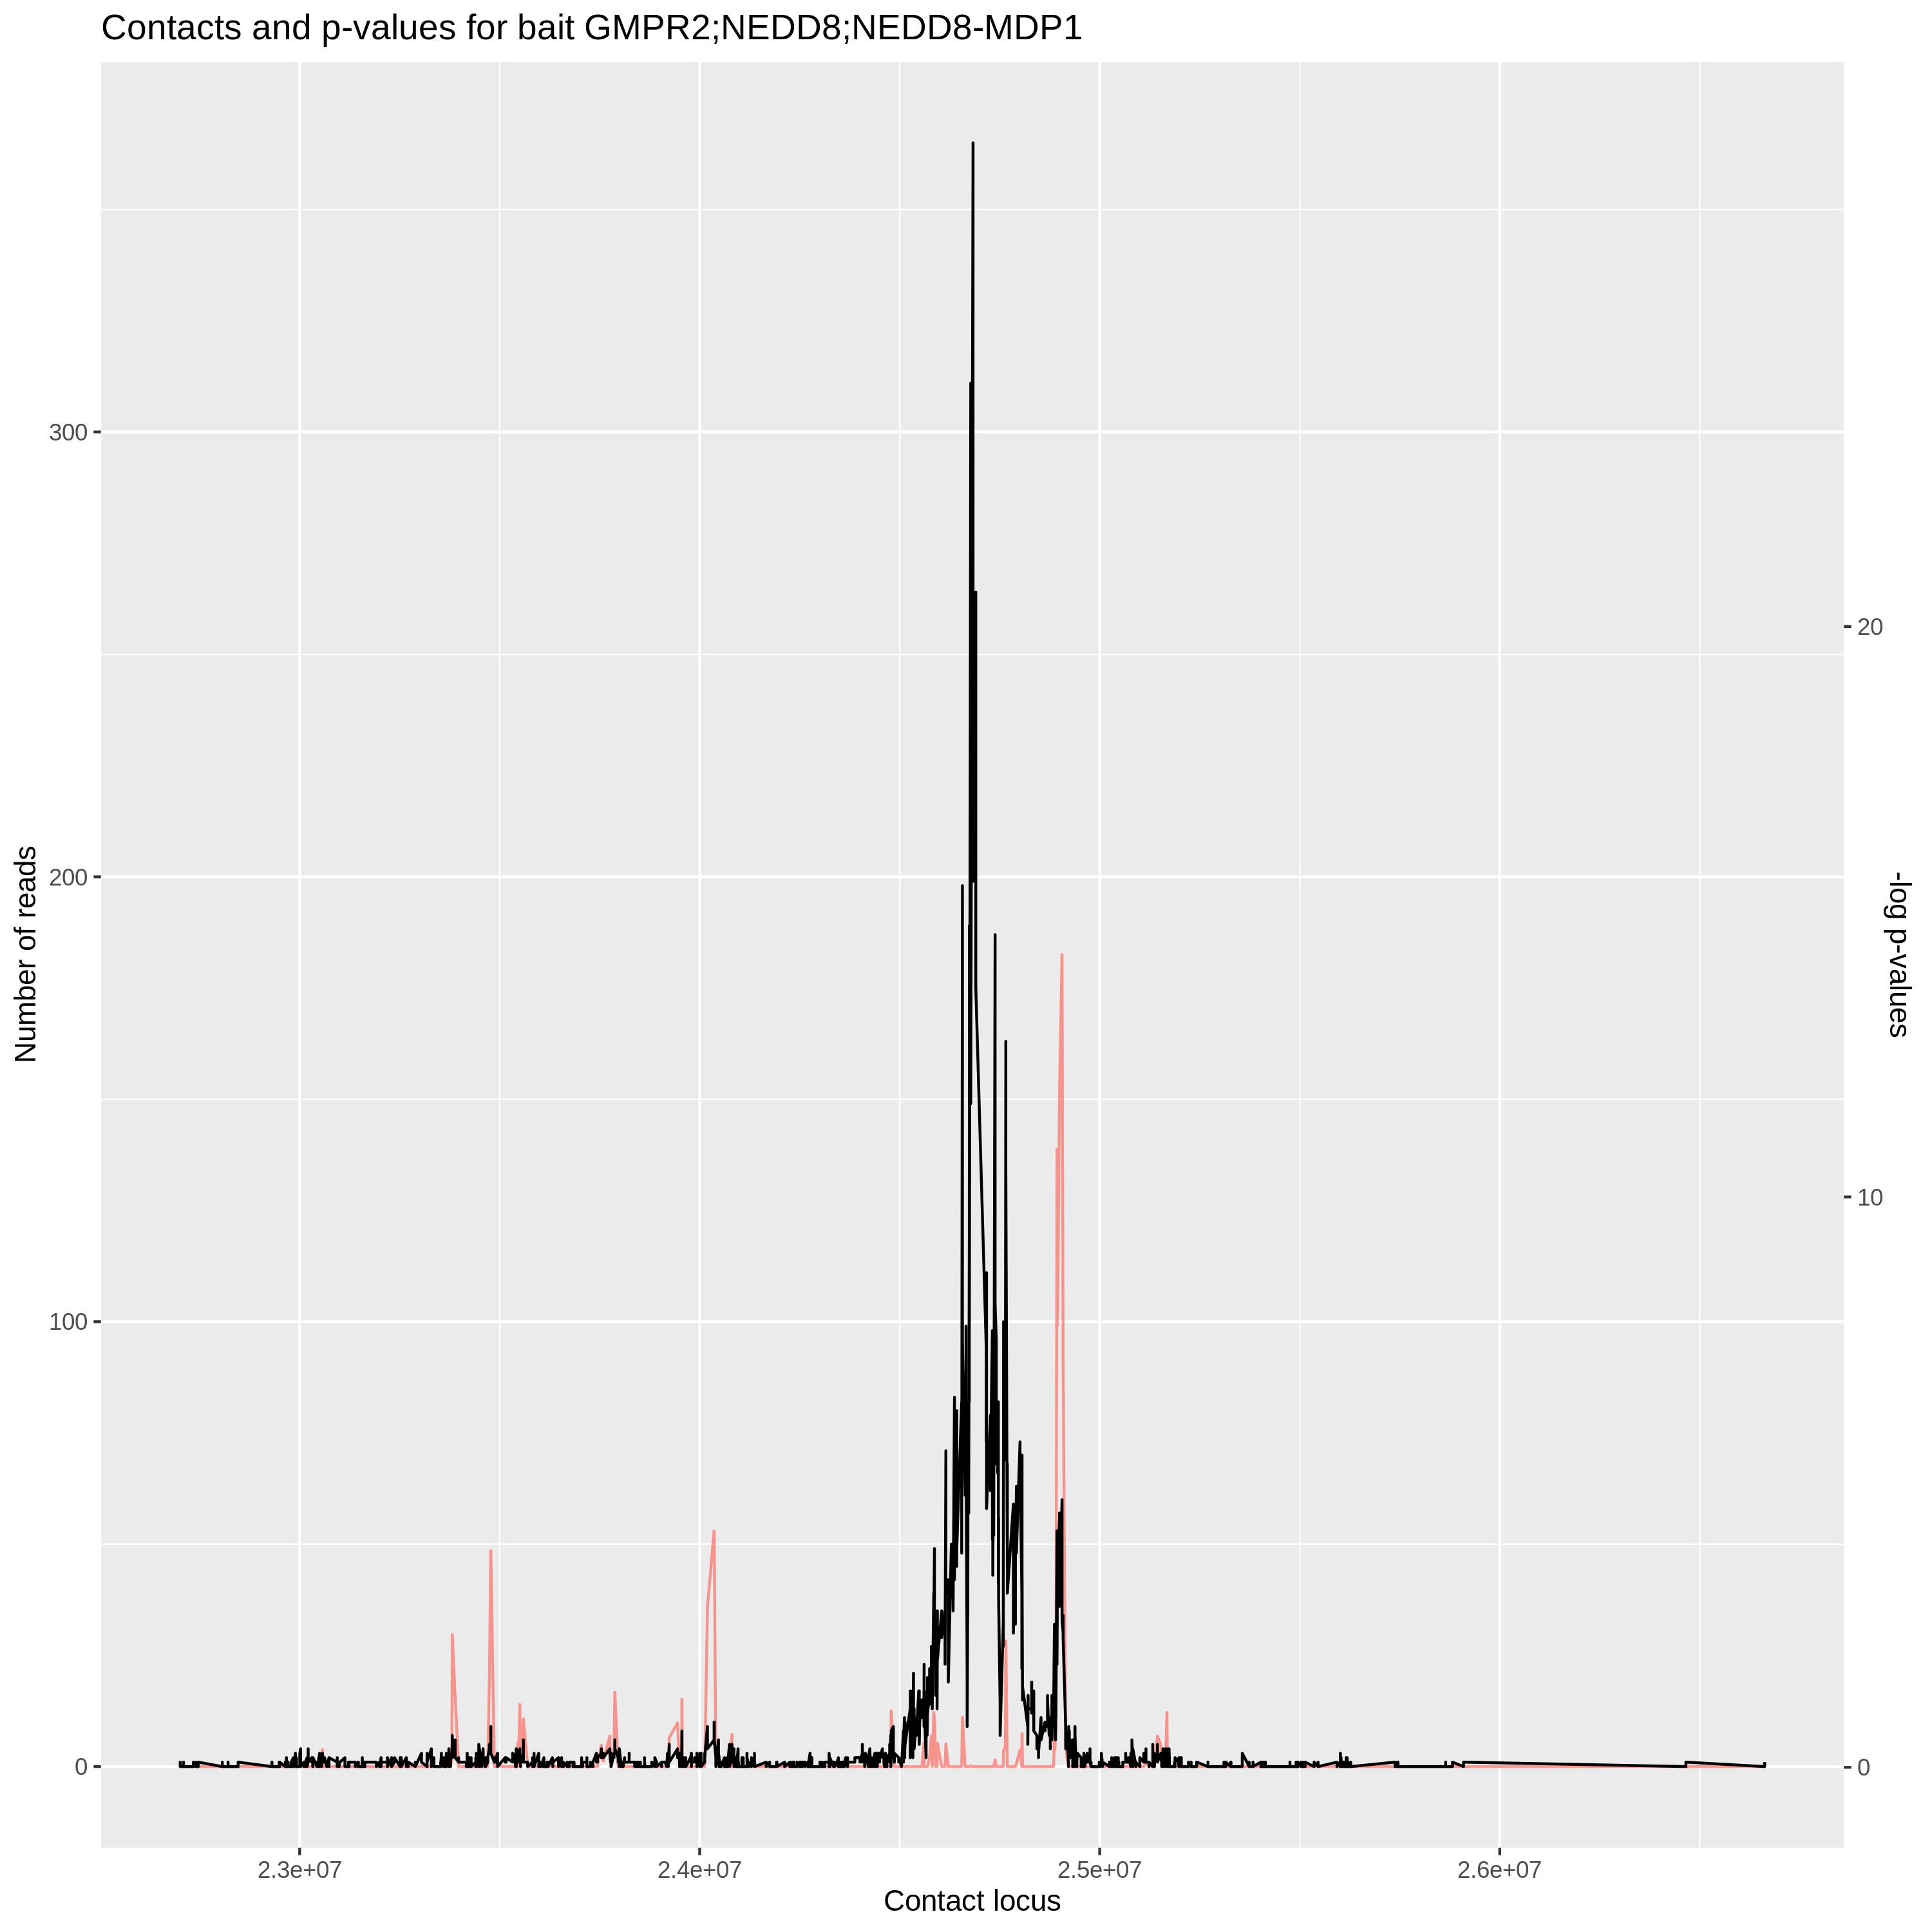 Contacts and p-values for bait GMPR2;NEDD8;NEDD8-MDP1
Number of reads
300
200
100
0
20
10
0
-log p-values
2.3e+07
2.4e+07
2.5e+07
2.6e+07
Contact locus